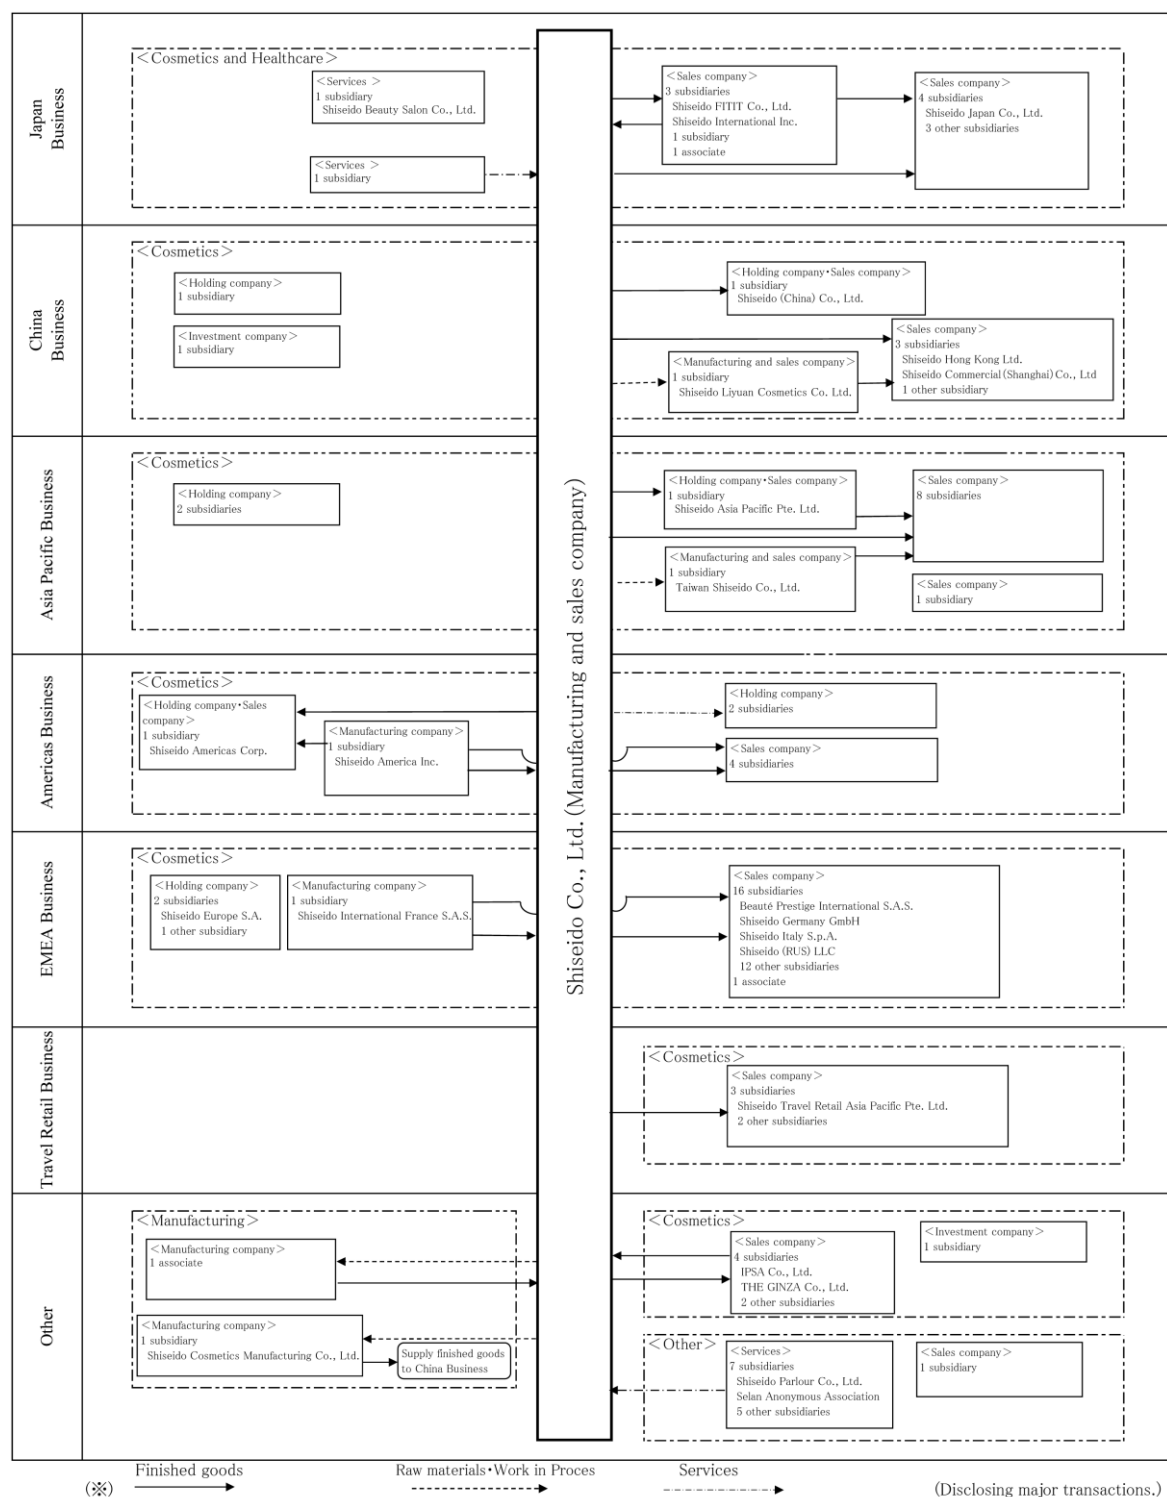 Japan
Business
<Cosmetics and Healthcare>
<Services >
1 subsidiary
Shiseido Beauty Salon Co., Ltd.
<Services >
1 subsidiary
<Sales company>
3 subsidiaries
Shiseido FITIT Co., Ltd.
Shiseido International Inc.
1 subsidiary
1 associate
<Sales company>
4 subsidiaries
Shiseido Japan Co., Ltd.
3 other subsidiaries
China
Business
<Cosmetics>
<Holding company>
1 subsidiary
<Investment company>
1 subsidiary
<Holding company・Sales company>
1 subsidiary
Shiseido (China) Co., Ltd.
<Sales company>
3 subsidiaries
Shiseido Hong Kong Ltd.
Shiseido Commercial(Shanghai)Co., Ltd
1 other subsidiary
<Manufacturing and sales company>
1 subsidiary
Shiseido Liyuan Cosmetics Co. Ltd.
Shiseido Co., Ltd. (Manufacturing and sales company)
Asia Pacific Business
<Cosmetics>
<Holding company>
2 subsidiaries
<Holding company・Sales company>
1 subsidiary
Shiseido Asia Pacific Pte. Ltd.
<Sales company>
8 subsidiaries
<Manufacturing and sales company>
1 subsidiary
Taiwan Shiseido Co., Ltd.
<Sales company>
1 subsidiary
Americas Business
<Cosmetics>
<Holding company・Sales
company>
1 subsidiary
Shiseido Americas Corp.
<Manufacturing company>
1 subsidiary
Shiseido America Inc.
<Holding company>
2 subsidiaries
<Sales company>
4 subsidiaries
EMEA Business
<Cosmetics>
<Holding company>
2 subsidiaries
Shiseido Europe S.A.
1 other subsidiary
<Manufacturing company>
1 subsidiary
Shiseido International France S.A.S.
<Sales company>
16 subsidiaries
Beauté Prestige International S.A.S.
Shiseido Germany GmbH
Shiseido Italy S.p.A.
Shiseido (RUS) LLC
12 other subsidiaries
1 associate
Travel Retail Business
<Cosmetics>
<Sales company>
3 subsidiaries
Shiseido Travel Retail Asia Pacific Pte. Ltd.
2 oher subsidiaries
Other
<Manufacturing>
<Manufacturing company>
1 associate
<Manufacturing company>
1 subsidiary
Shiseido Cosmetics Manufacturing Co., Ltd.
Supply finished goods
to China Business
<Cosmetics>
<Sales company>
4 subsidiaries
IPSA Co., Ltd.
THE GINZA Co., Ltd.
2 other subsidiaries
<Investment company>
1 subsidiary
<Other>
<Services>
7 subsidiaries
Shiseido Parlour Co., Ltd.
Selan Anonymous Association
5 other subsidiaries
<Sales company>
1 subsidiary
(※) Finished goods Raw materials・Work in Proces Services (Disclosing major transactions.)